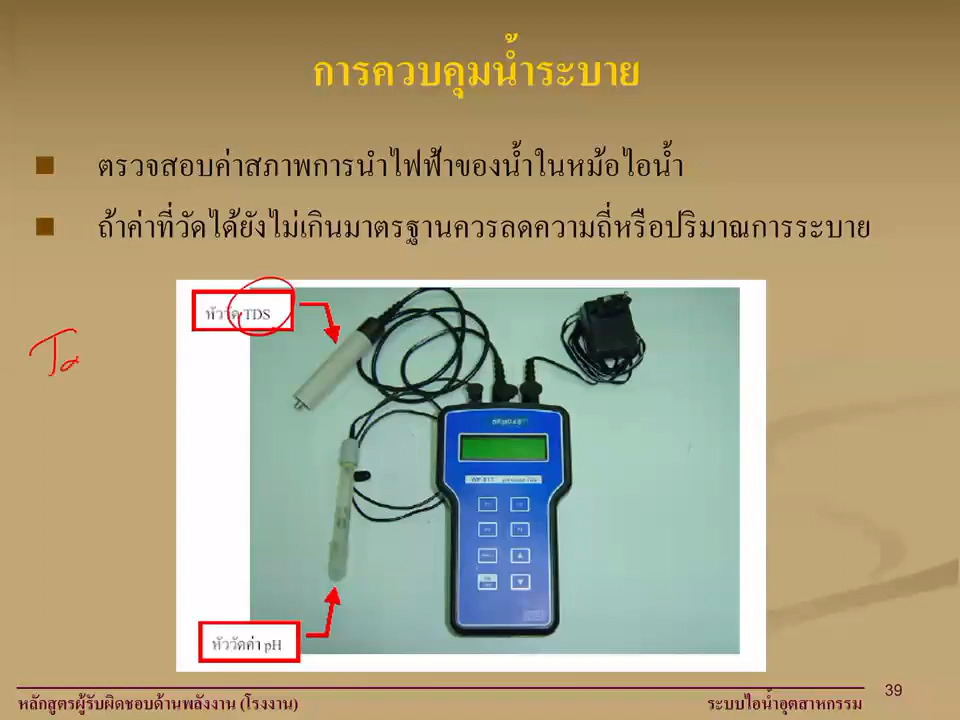 การควบคุมน้ำระบาย
ตรวจสอบค่าสภาพการนำไฟฟ้าของน้ำในหม้อไอน้ำ
ถ้าค่าที่วัดได้ยังไม่เกินมาตรฐานควรลดความถี่หรือปริมาณการระบาย
หัววัด TDS
หัววัดค่า pH
หลักสูตรผู้รับผิดชอบด้านพลังงาน (โรงงาน)
ระบบไอน้ำอุตสาหกรรม
39